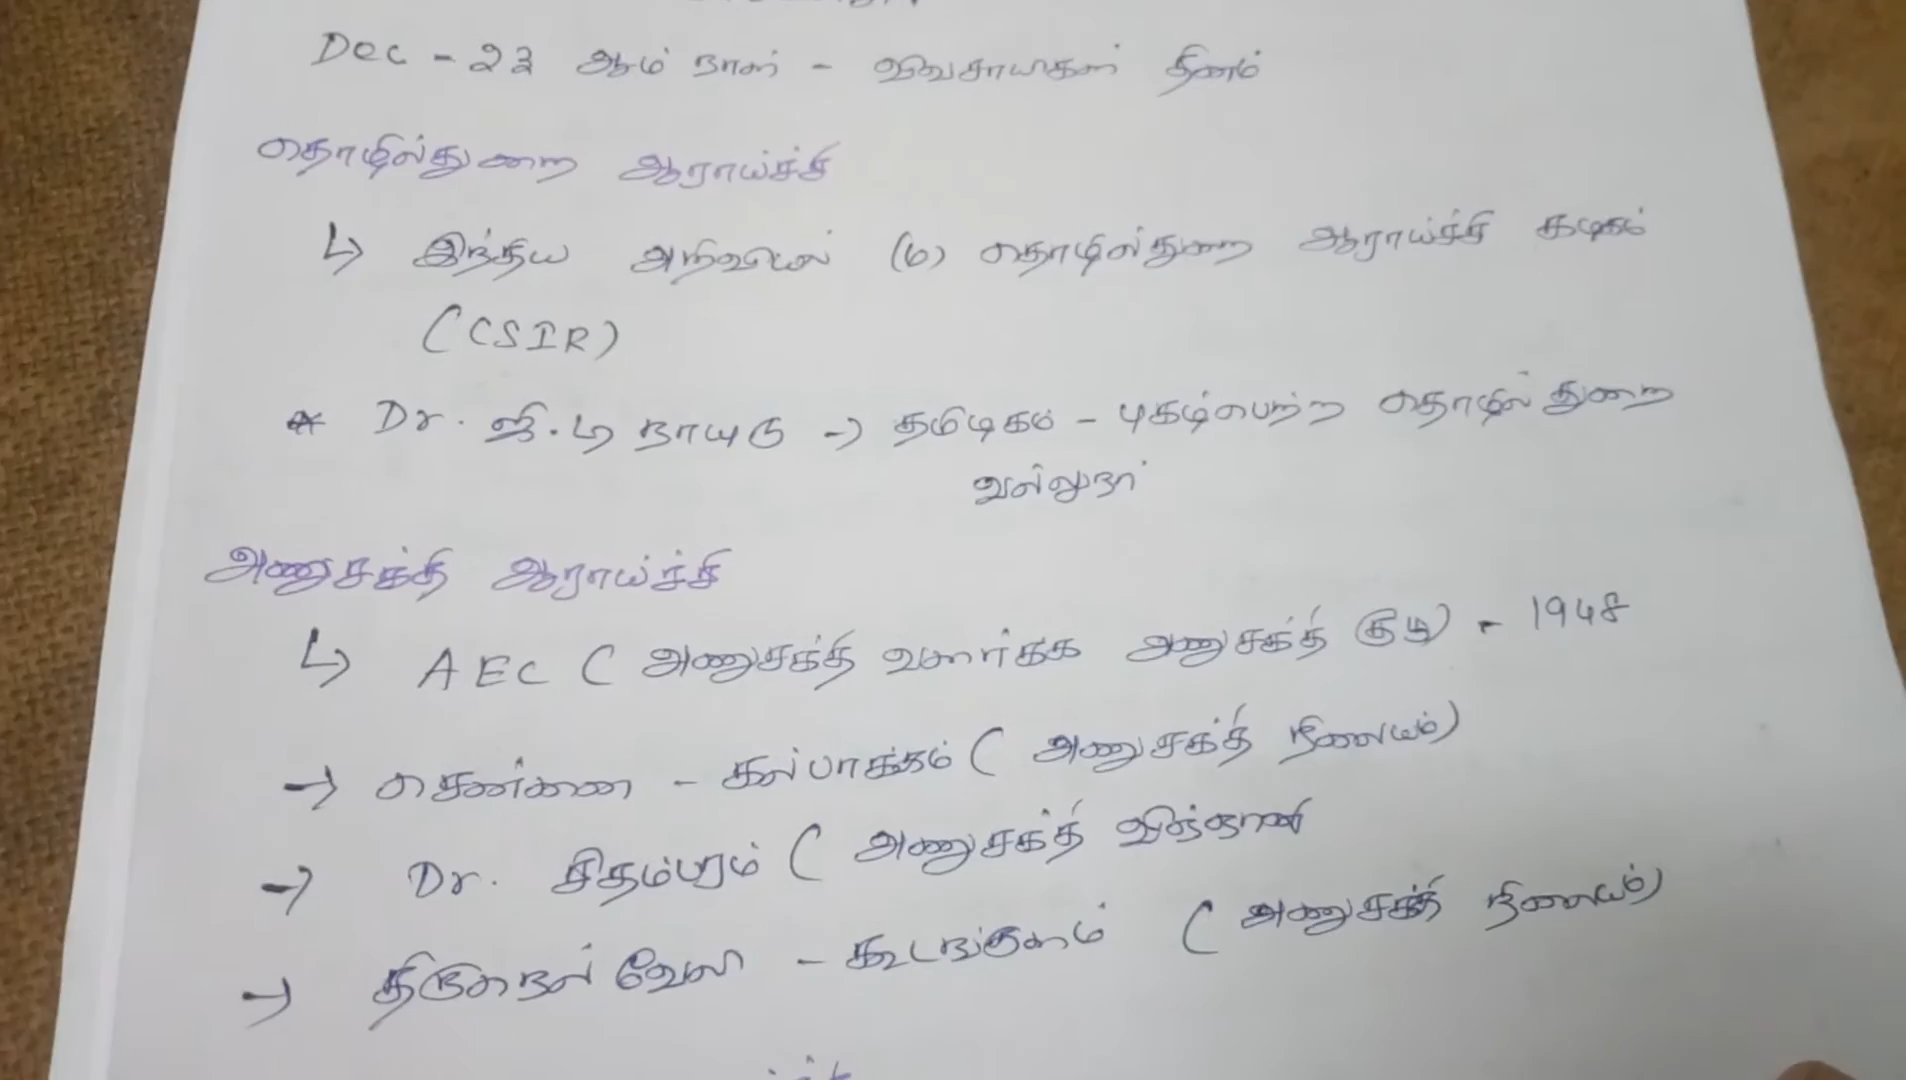 Dec - 23 ஆம் நாள் - விவசாயிகள் தினம்
தொழில்துறை ஆராய்ச்சி
↳ இந்திய அறிவியல் (ம) தொழில்துறை ஆராய்ச்சி கழகம்
(CSIR)
* Dr. ஜி.டி நாயுடு → தமிழகம் - புகழ்பெற்ற தொழில்துறை
வல்லுநர்
அணுசக்தி ஆராய்ச்சி
↳ AEC ( அணுசக்தி வளர்க்க அணுசக்தி குழு) - 1948
→ சென்னை - கல்பாக்கம் ( அணுசக்தி நிலையம்)
→ Dr. சிதம்பரம் ( அணுசக்தி விஞ்ஞானி
→ திருநெல்வேலி - கூடங்குளம் ( அணுசக்தி நிலையம்)